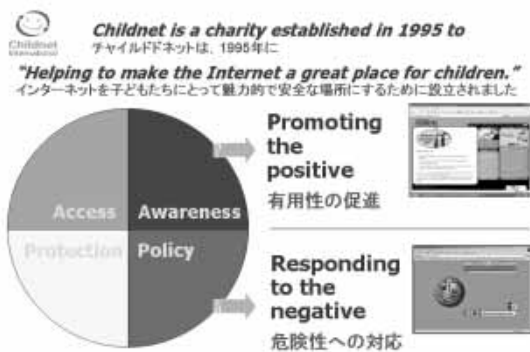 Childnet
International
Childnet is a charity established in 1995 to
チャイルドドネットは、1995年に
"Helping to make the Internet a great place for children."
インターネットを子どもたちにとって魅力的で安全な場所にするために設立されました
Access
Awareness
Protection
Policy
Promoting
the
positive
有用性の促進
Responding
to the
negative
危険性への対応